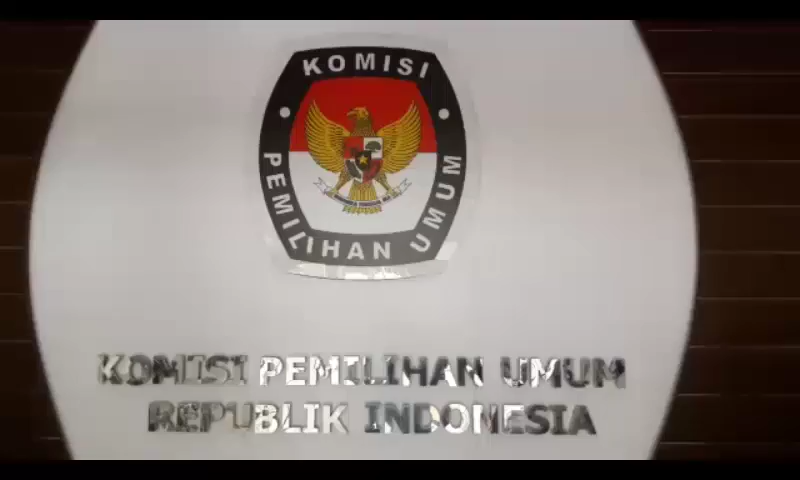 KOMISI
PEMILIHAN UMUM
KOMISI PEMILIHAN UMUM
REPUBLIK INDONESIA